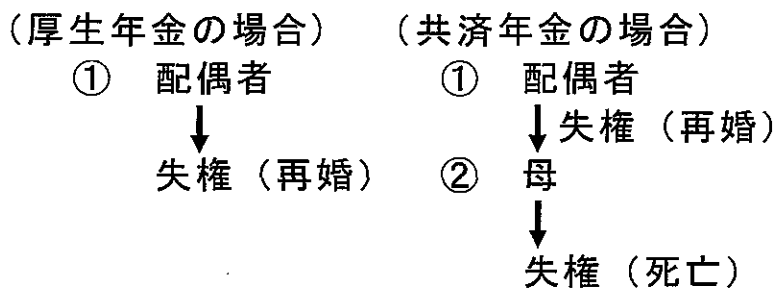 （厚生年金の場合） （共済年金の場合）
① 配偶者 ① 配偶者
↓ ↓失権（再婚）
失権（再婚） ② 母
↓
失権（死亡）